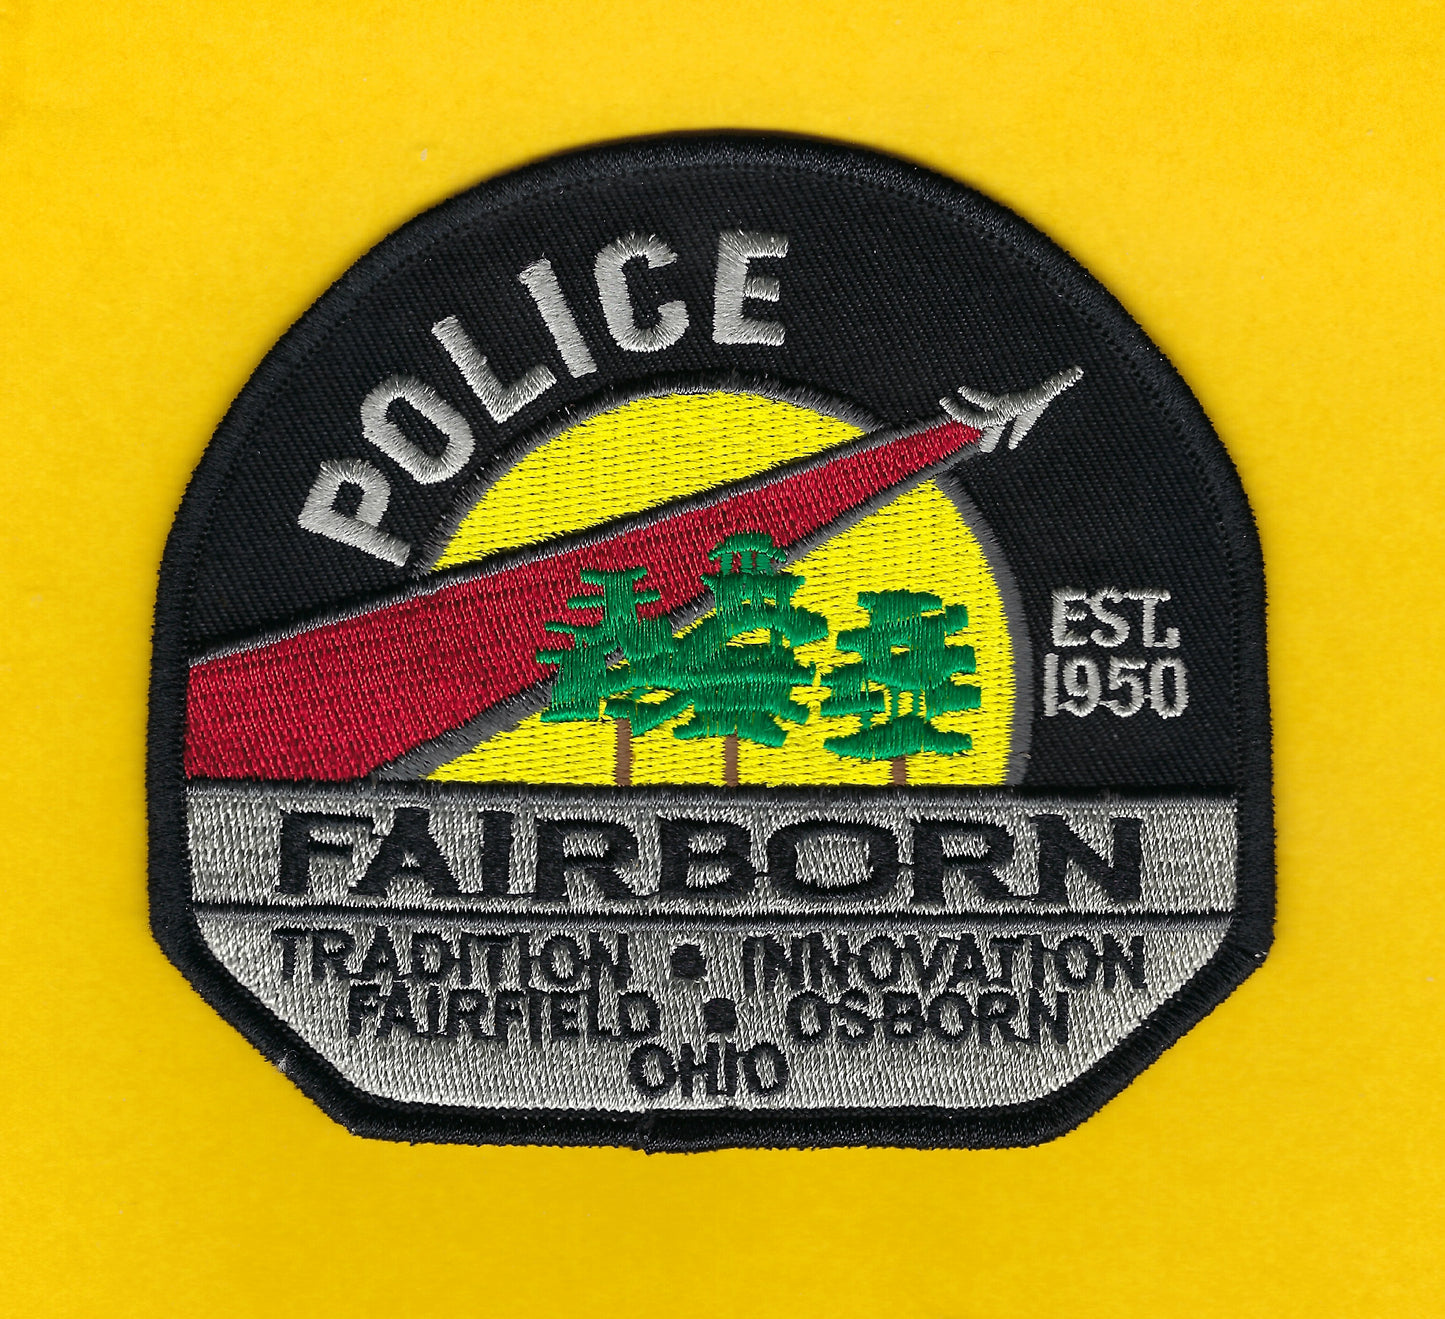 POLICE
EST.
1950
FAIRBORN
TRADITION • INNOVATION
FAIRFIELD • OSBORN
OHIO